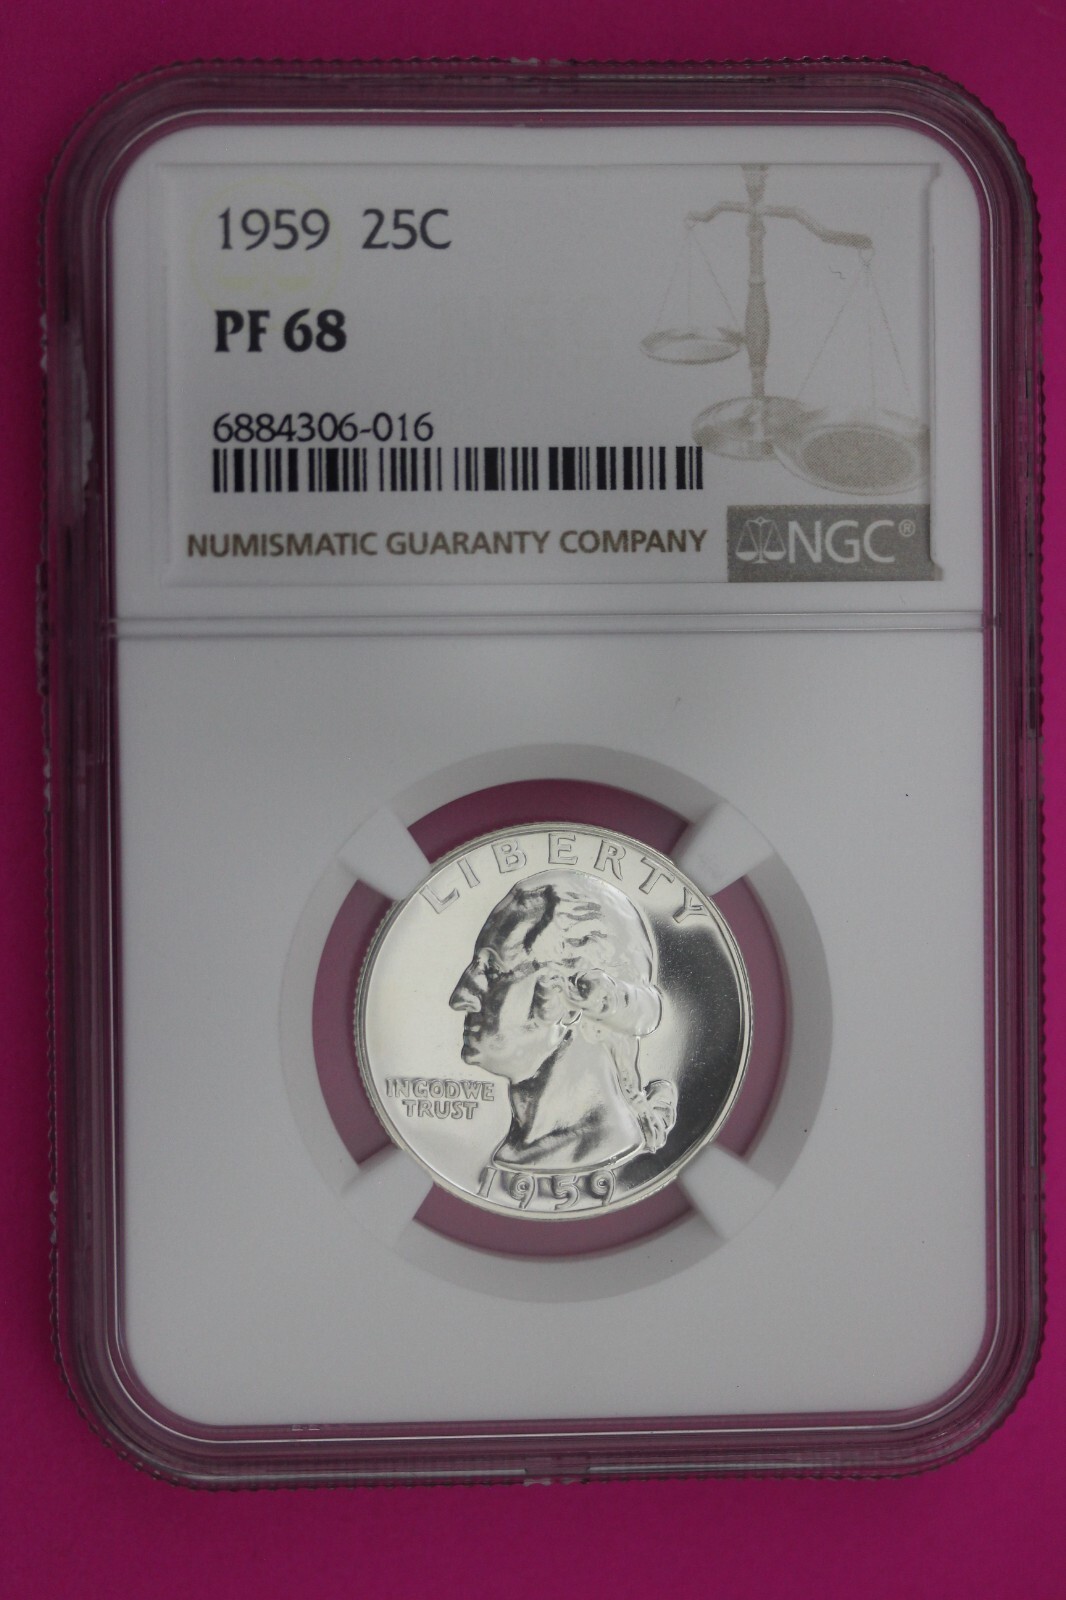 1959 25C
PF 68
6884306-016
NUMISMATIC GUARANTY COMPANY
NGC®
LIBERTY
IN GOD WE
TRUST
1959